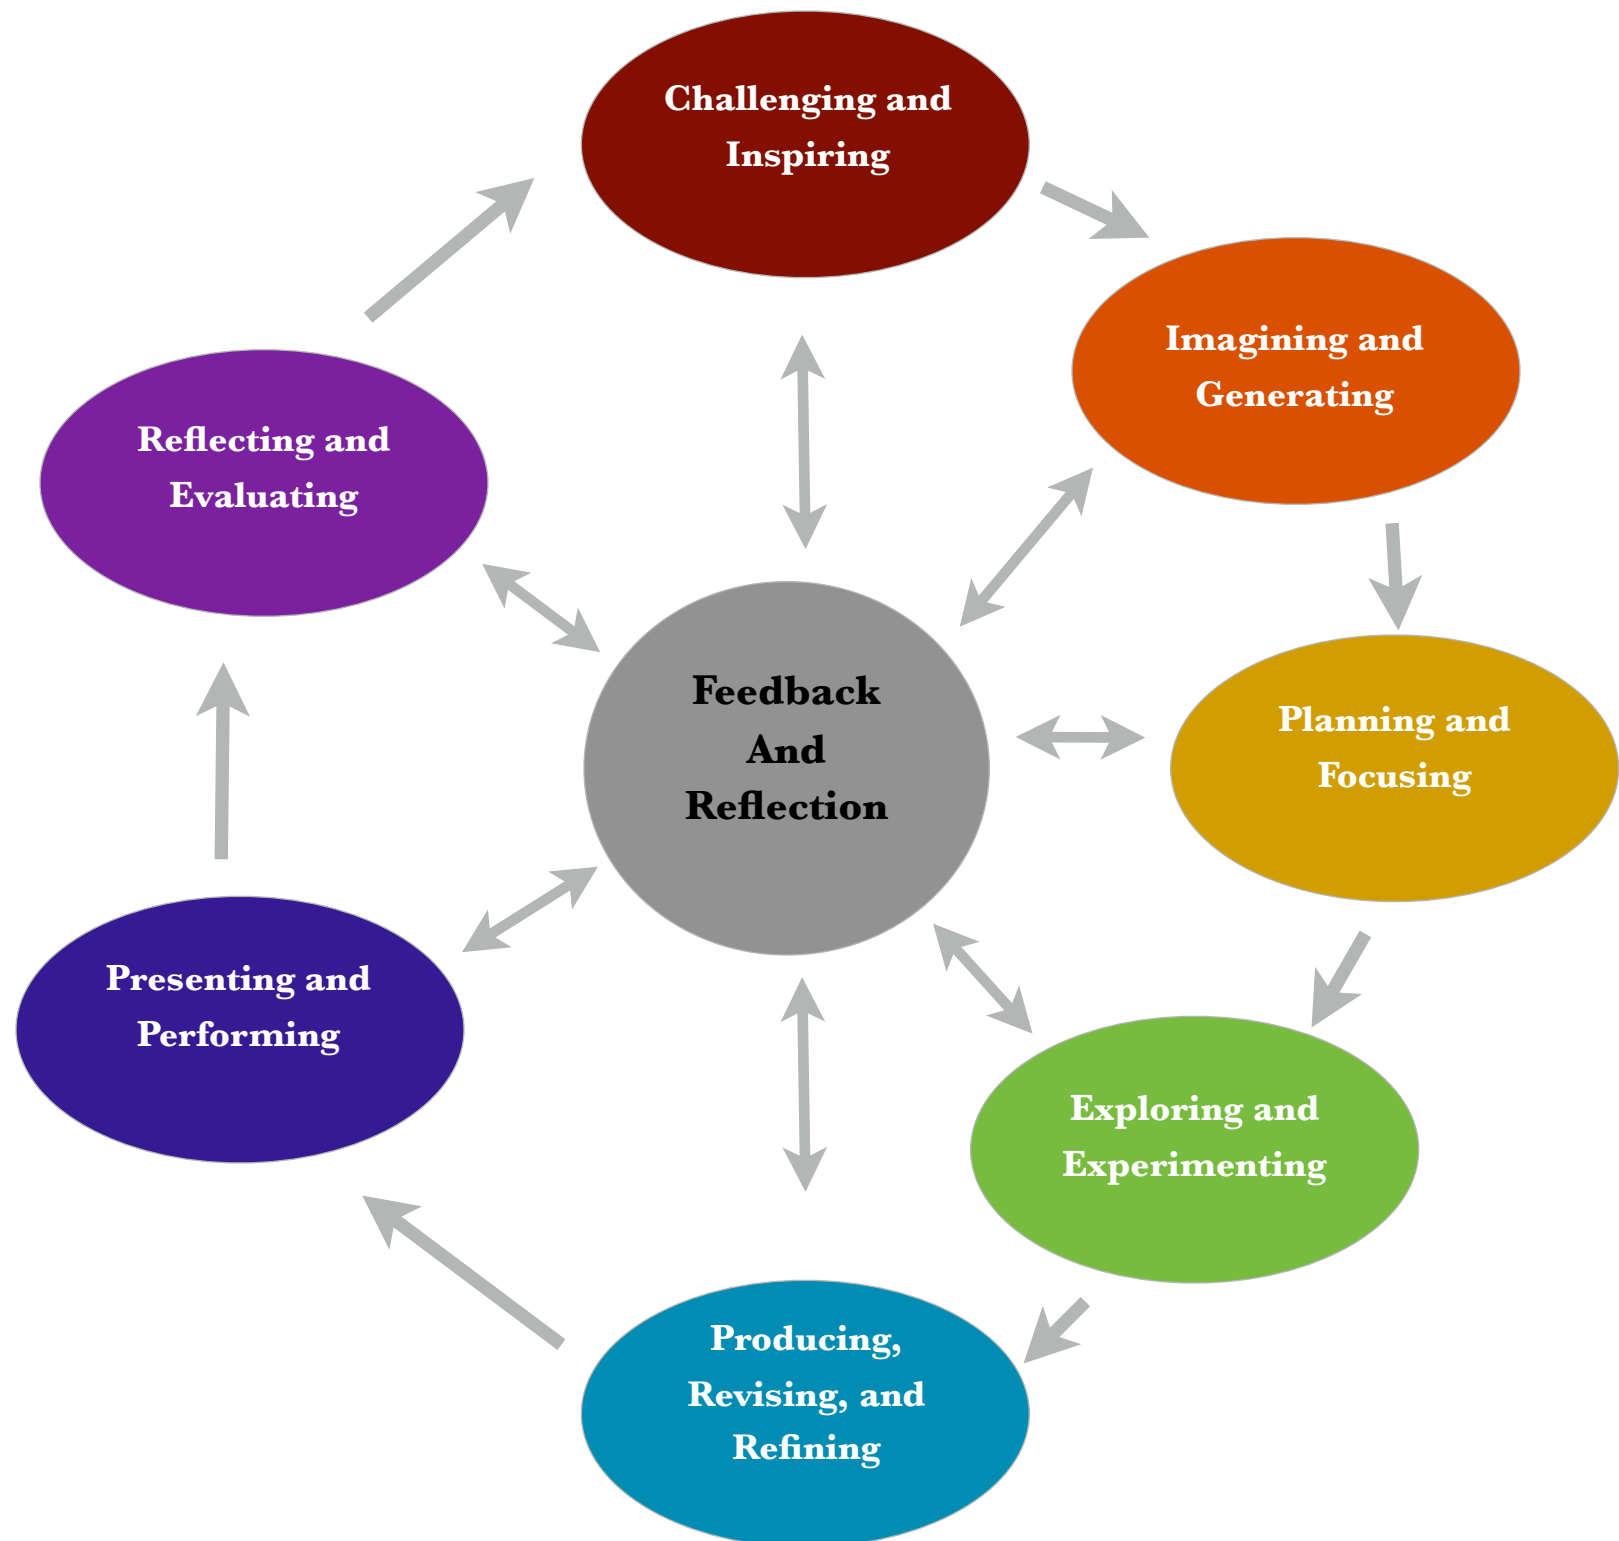 Challenging and
Inspiring
Imagining and
Generating
Reflecting and
Evaluating
Feedback
And
Reflection
Planning and
Focusing
Presenting and
Performing
Exploring and
Experimenting
Producing,
Revising, and
Refining